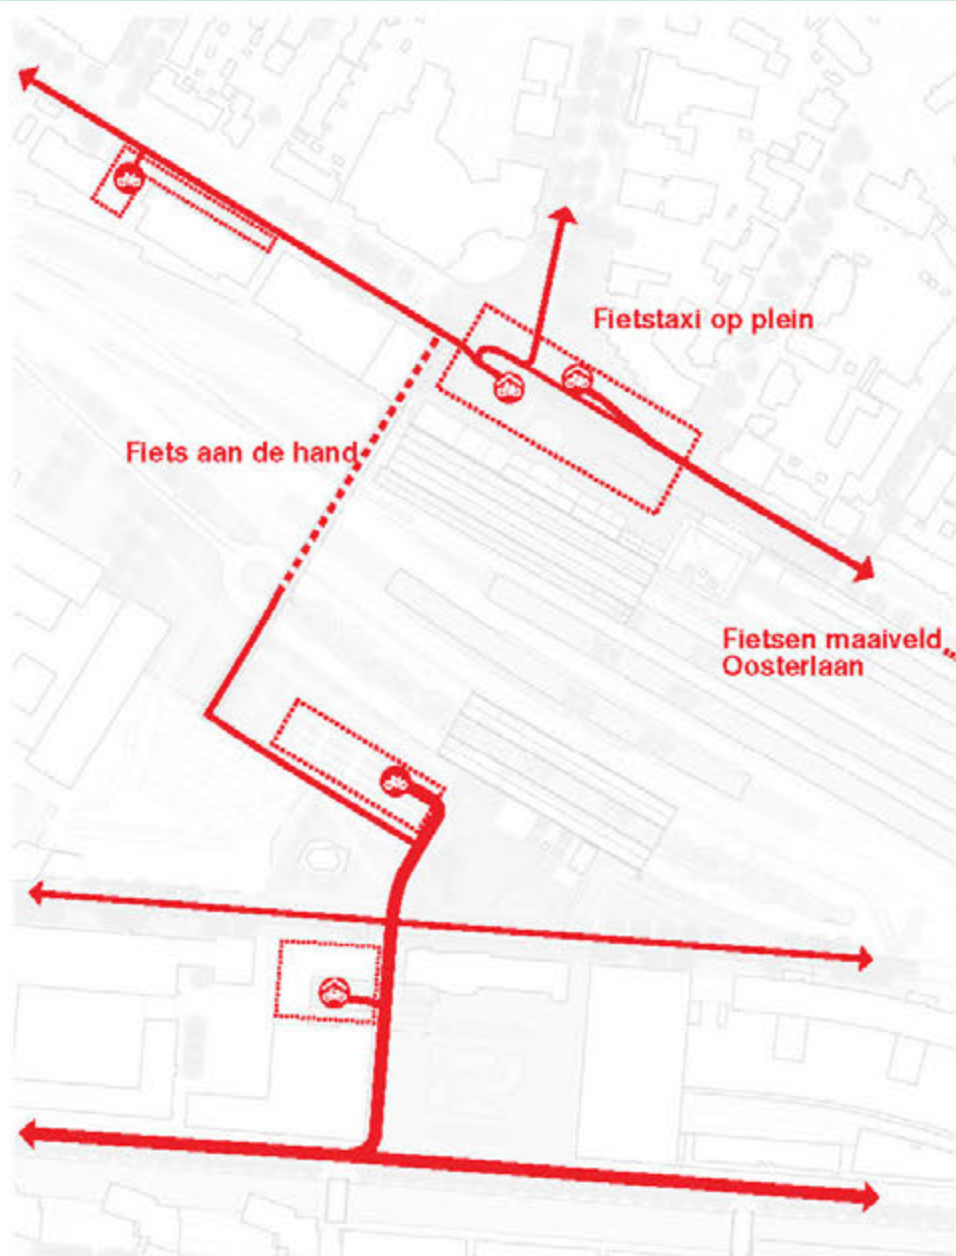 Fietstaxi op plein
Fiets aan de hand
Fietsen maaiveld
Oosterlaan